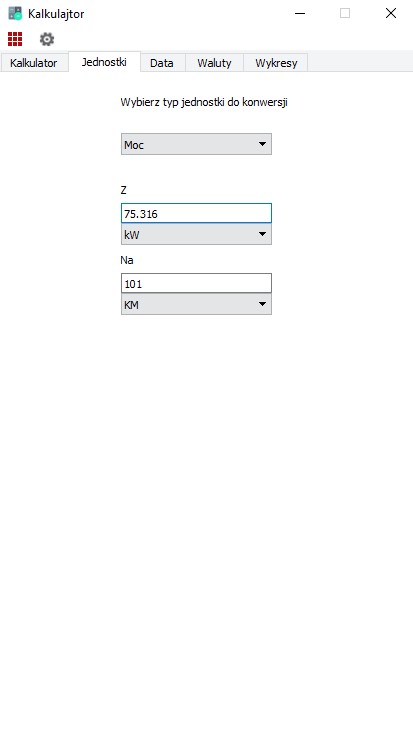 Kalkulajtor
Kalkulator Jednostki Data Waluty Wykresy
Wybierz typ jednostki do konwersji
Moc
Z
75.316
kW
Na
101
KM